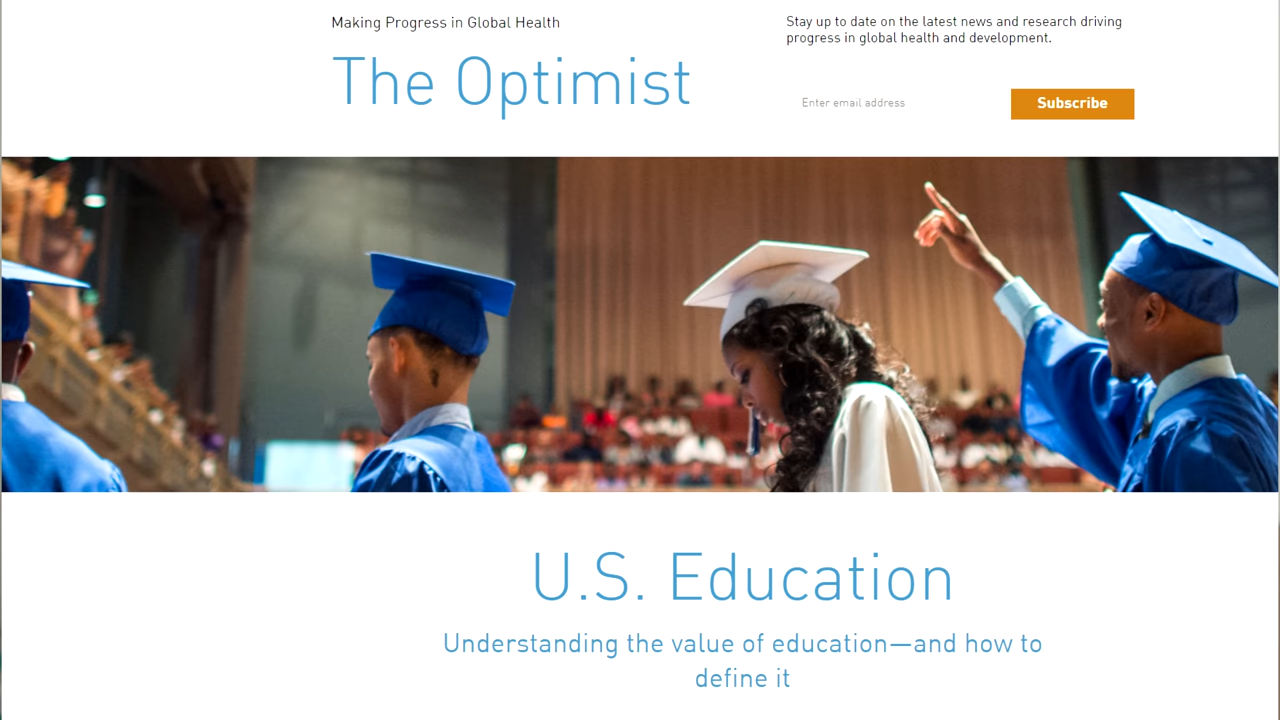 Making Progress in Global Health
The Optimist
Stay up to date on the latest news and research driving
progress in global health and development.
Enter email address
Subscribe
U.S. Education
Understanding the value of education—and how to
define it